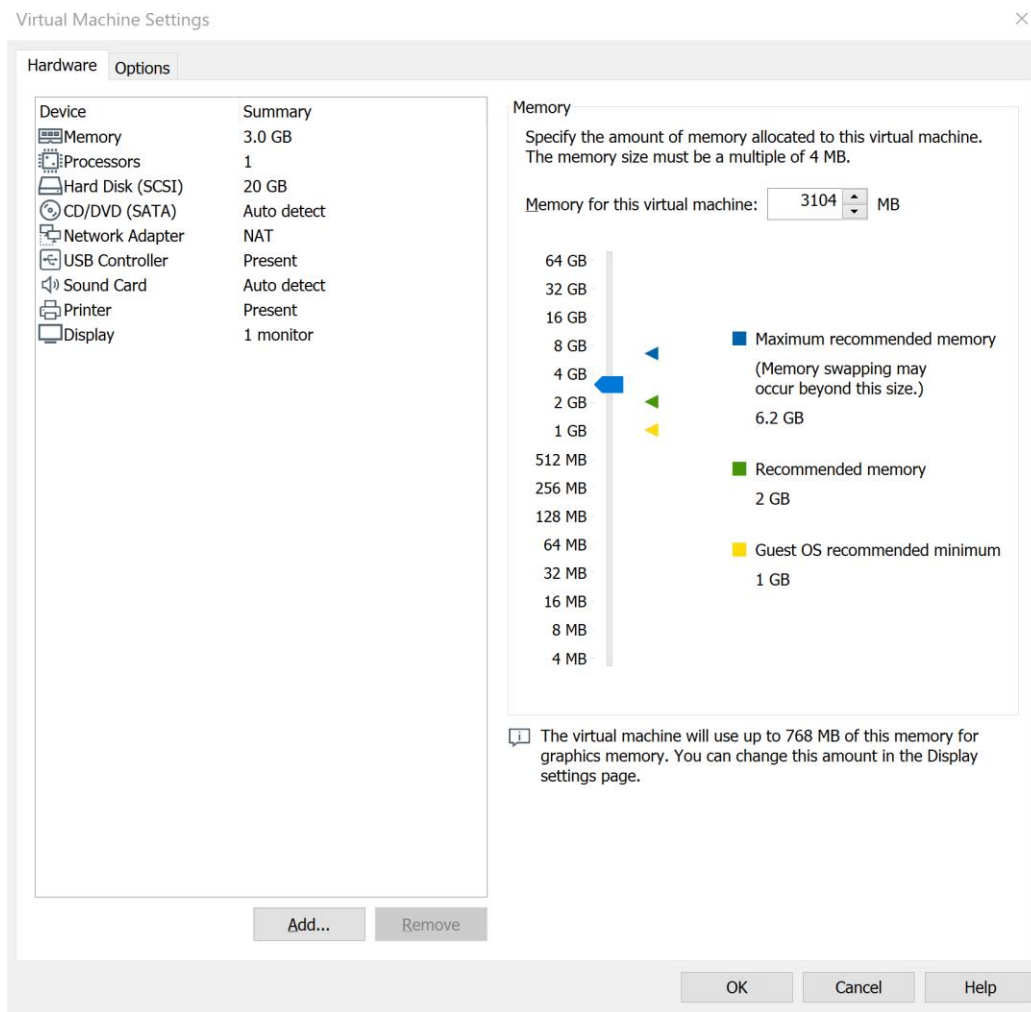 Virtual Machine Settings
Hardware Options
Device Summary
Memory 3.0 GB
Processors 1
Hard Disk (SCSI) 20 GB
CD/DVD (SATA) Auto detect
Network Adapter NAT
USB Controller Present
Sound Card Auto detect
Printer Present
Display 1 monitor
Add... Remove
Memory
Specify the amount of memory allocated to this virtual machine.
The memory size must be a multiple of 4 MB.
Memory for this virtual machine: 3104 MB
64 GB
32 GB
16 GB
8 GB
4 GB
2 GB
1 GB
512 MB
256 MB
128 MB
64 MB
32 MB
16 MB
8 MB
4 MB
Maximum recommended memory
(Memory swapping may
occur beyond this size.)
6.2 GB
Recommended memory
2 GB
Guest OS recommended minimum
1 GB
The virtual machine will use up to 768 MB of this memory for
graphics memory. You can change this amount in the Display
settings page.
OK Cancel Help